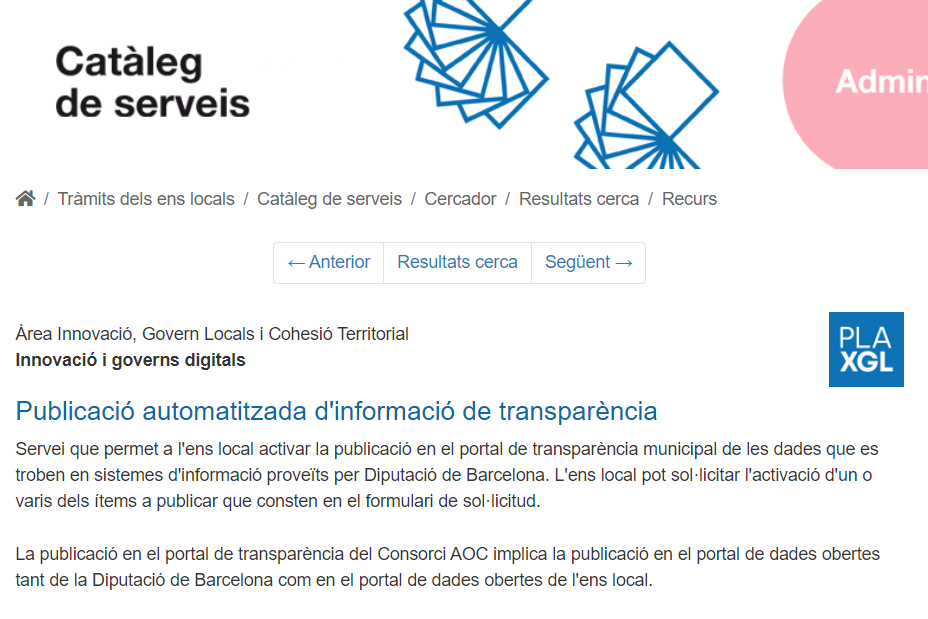 Catàleg
de serveis
Admin
/ Tràmits dels ens locals / Catàleg de serveis / Cercador / Resultats cerca / Recurs
← Anterior Resultats cerca Següent →
Àrea Innovació, Govern Locals i Cohesió Territorial
Innovació i governs digitals
PLA
XGL
Publicació automatitzada d'informació de transparència
Servei que permet a l'ens local activar la publicació en el portal de transparència municipal de les dades que es
troben en sistemes d'informació proveïts per Diputació de Barcelona. L'ens local pot sol·licitar l'activació d'un o
varis dels ítems a publicar que consten en el formulari de sol·licitud.
La publicació en el portal de transparència del Consorci AOC implica la publicació en el portal de dades obertes
tant de la Diputació de Barcelona com en el portal de dades obertes de l'ens local.